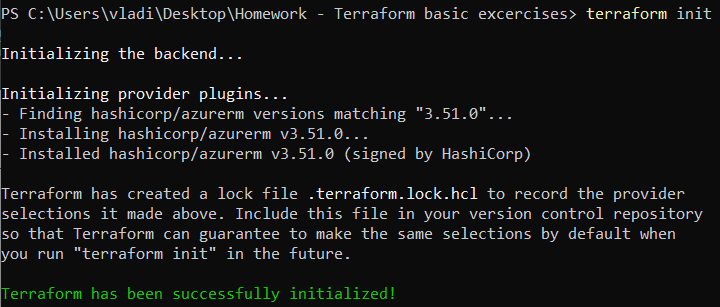 PS C:\Users\vladi\Desktop\Homework - Terraform basic excercises> terraform init
Initializing the backend...
Initializing provider plugins...
- Finding hashicorp/azurerm versions matching "3.51.0"...
- Installing hashicorp/azurerm v3.51.0...
- Installed hashicorp/azurerm v3.51.0 (signed by HashiCorp)
Terraform has created a lock file .terraform.lock.hcl to record the provider
selections it made above. Include this file in your version control repository
so that Terraform can guarantee to make the same selections by default when
you run "terraform init" in the future.
Terraform has been successfully initialized!